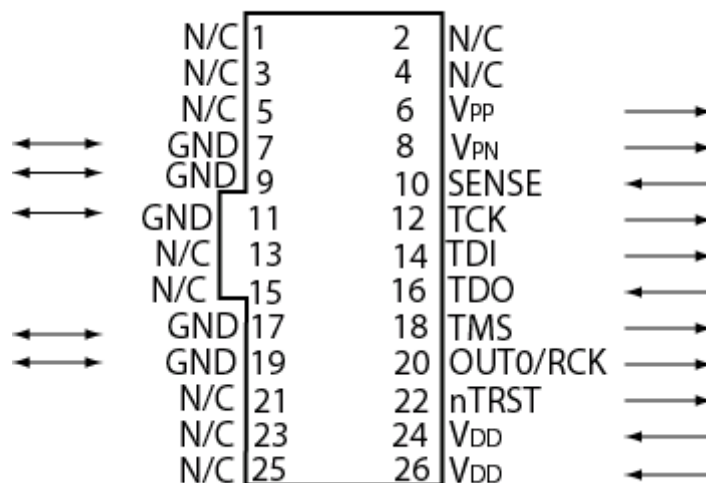 N/C 1 2 N/C
N/C 3 4 N/C
N/C 5 6 VPP
GND 7 8 VPN
GND 9 10 SENSE
GND 11 12 TCK
N/C 13 14 TDI
N/C 15 16 TDO
GND 17 18 TMS
GND 19 20 OUT0/RCK
N/C 21 22 nTRST
N/C 23 24 VDD
N/C 25 26 VDD